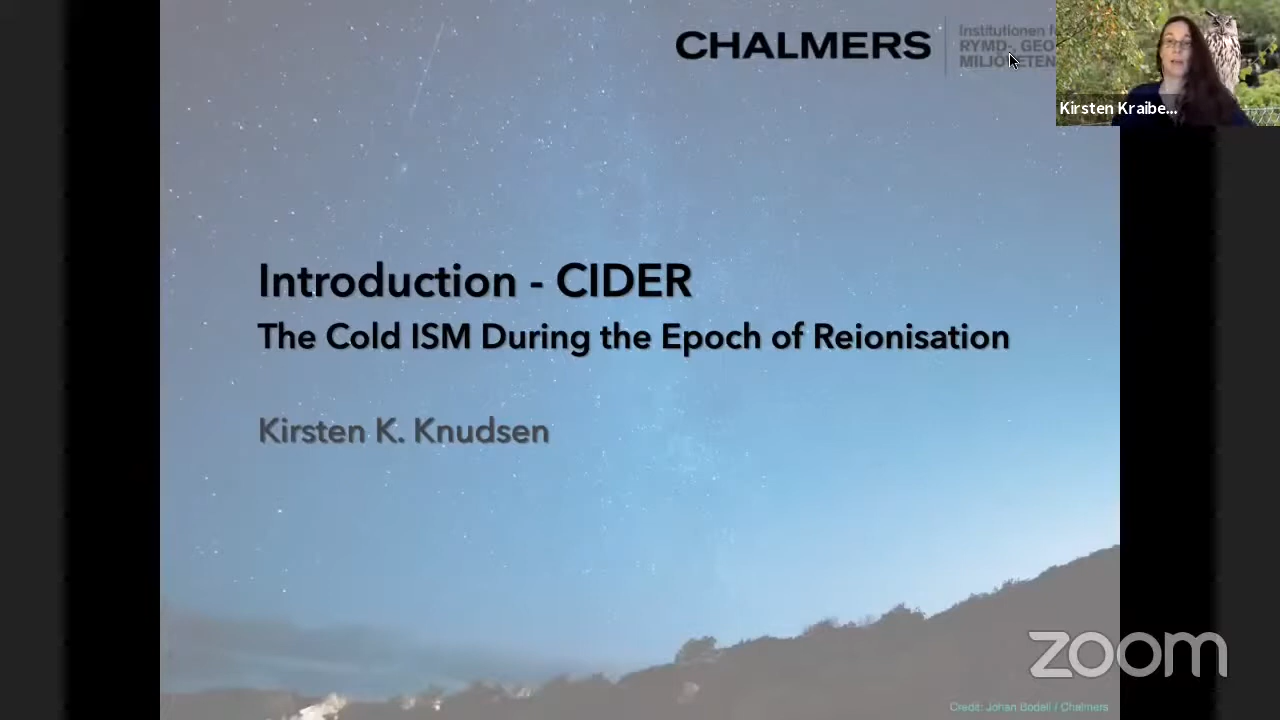 CHALMERS
Institutionen
RYMD-, GEO
MILJÖVETEN
Kirsten Kraibe...
Introduction - CIDER
The Cold ISM During the Epoch of Reionisation
Kirsten K. Knudsen
zoom
Credit: Johan Bodell / Chalmers